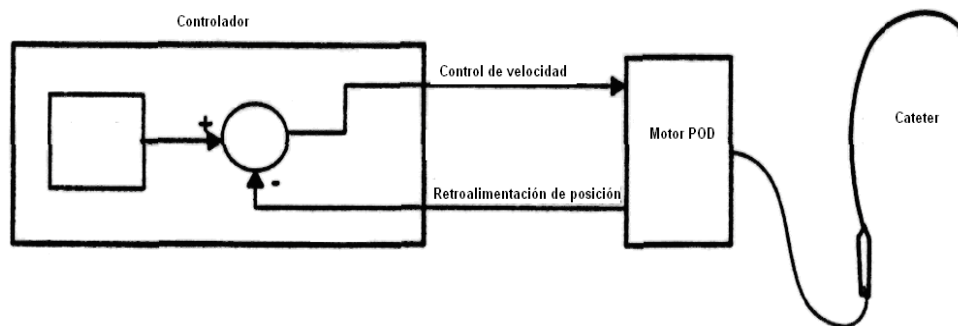 Controlador
Control de velocidad
+
Motor POD
Cateter
-
Retroalimentación de posición